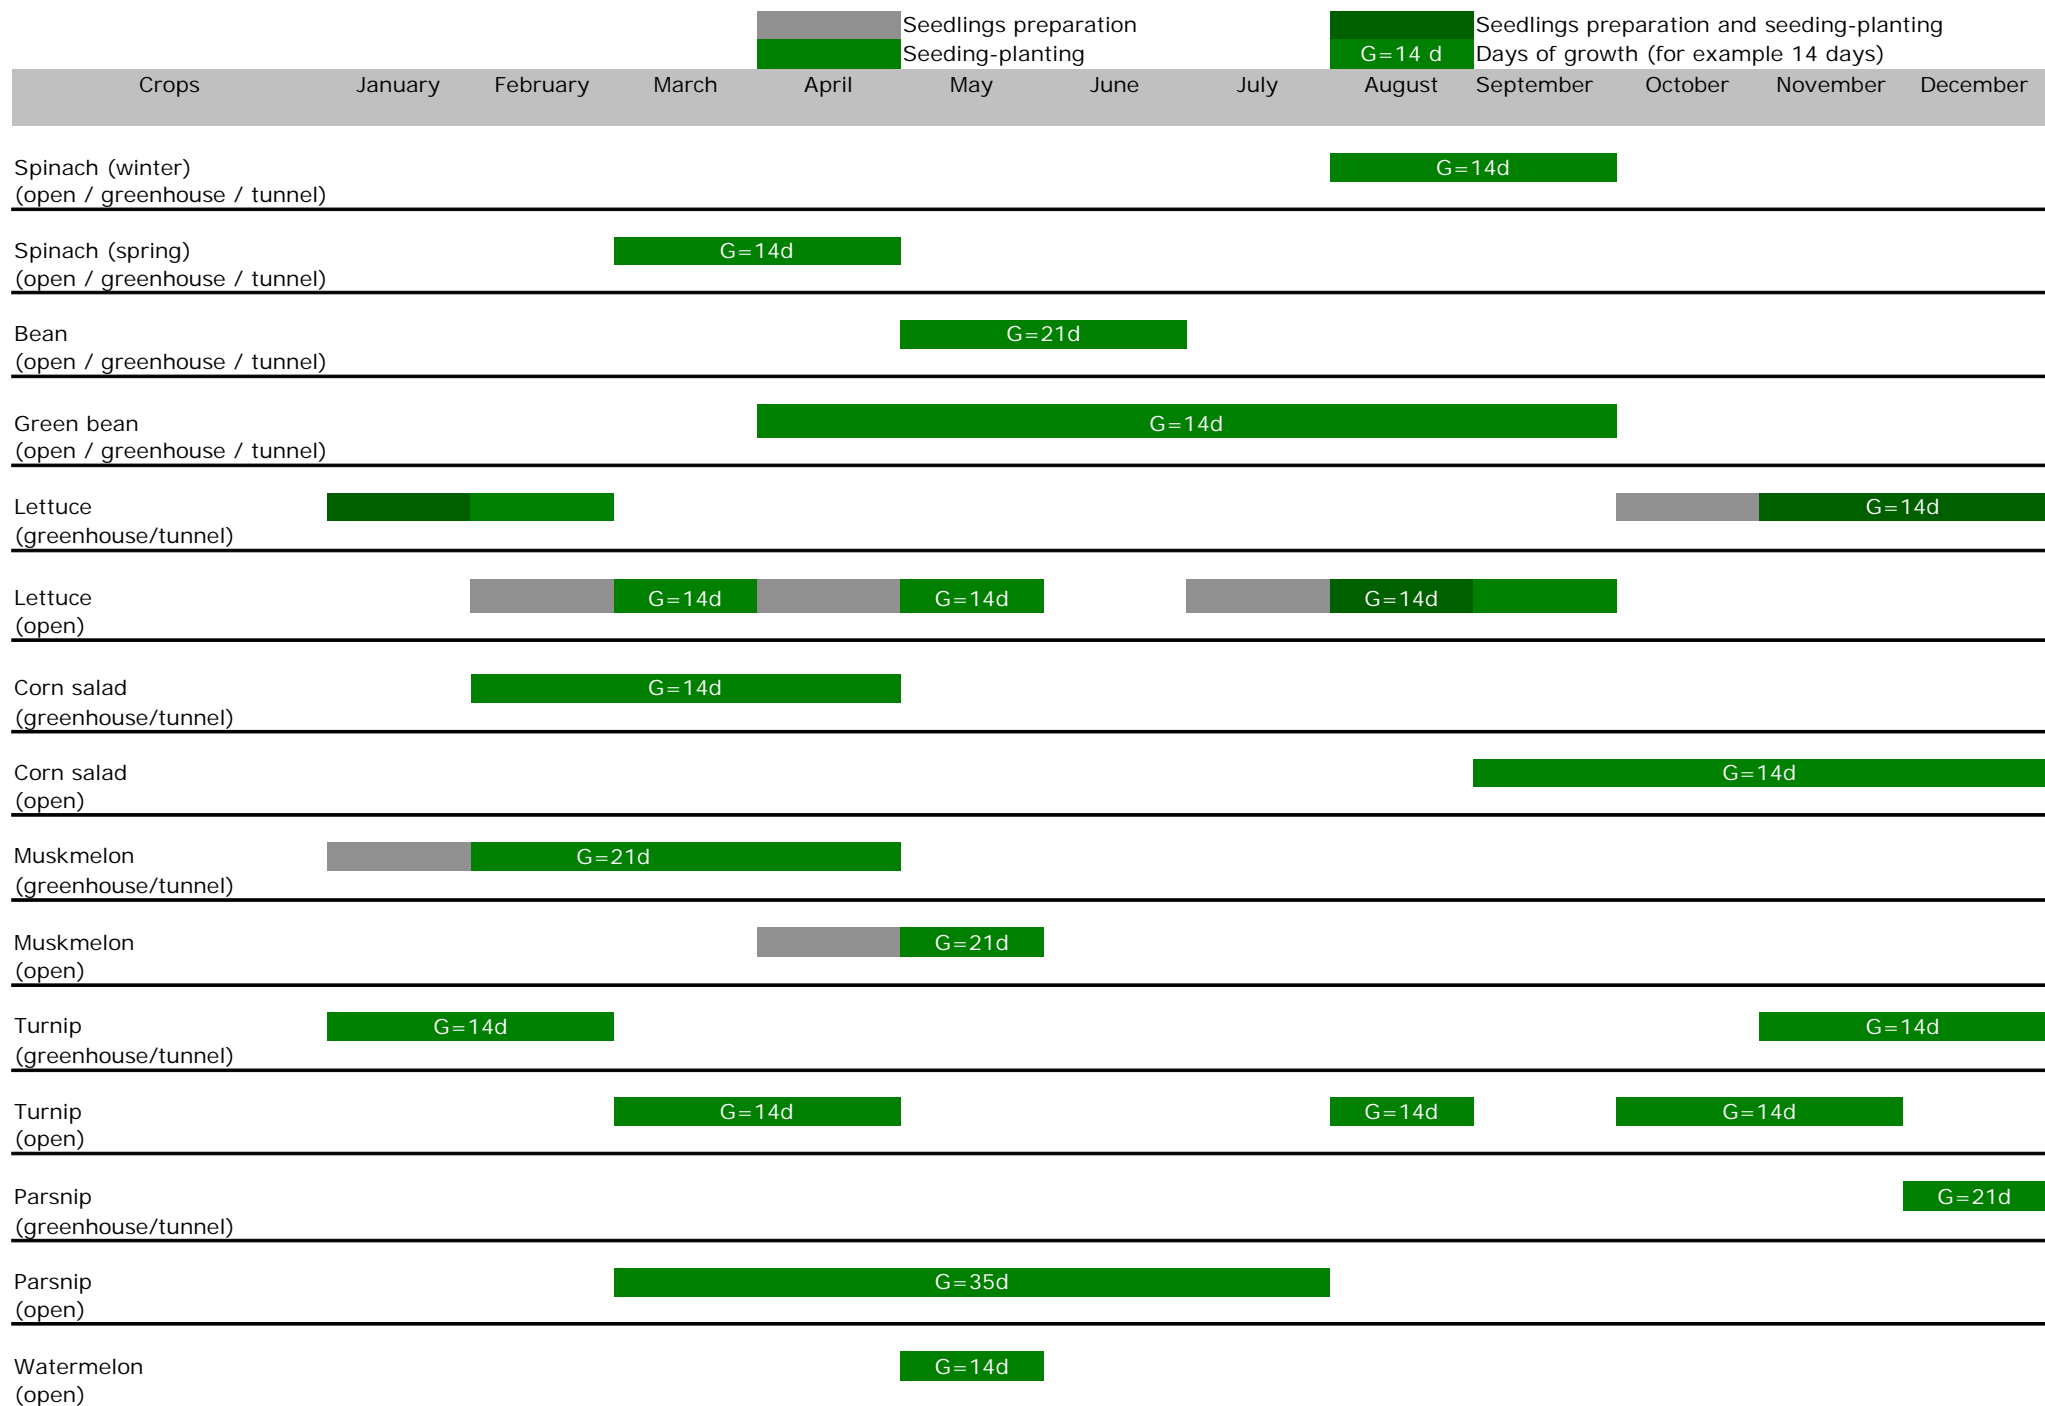 Seedlings preparation Seedlings preparation and seeding-planting
Seeding-planting G=14 d Days of growth (for example 14 days)
Crops January February March April May June July August September October November December
Spinach (winter) G=14d
(open / greenhouse / tunnel)
Spinach (spring) G=14d
(open / greenhouse / tunnel)
Bean G=21d
(open / greenhouse / tunnel)
Green bean G=14d
(open / greenhouse / tunnel)
Lettuce G=14d
(greenhouse/tunnel)
Lettuce G=14d G=14d G=14d
(open)
Corn salad G=14d
(greenhouse/tunnel)
Corn salad G=14d
(open)
Muskmelon G=21d
(greenhouse/tunnel)
Muskmelon G=21d
(open)
Turnip G=14d G=14d
(greenhouse/tunnel)
Turnip G=14d G=14d G=14d
(open)
Parsnip G=21d
(greenhouse/tunnel)
Parsnip G=35d
(open)
Watermelon G=14d
(open)